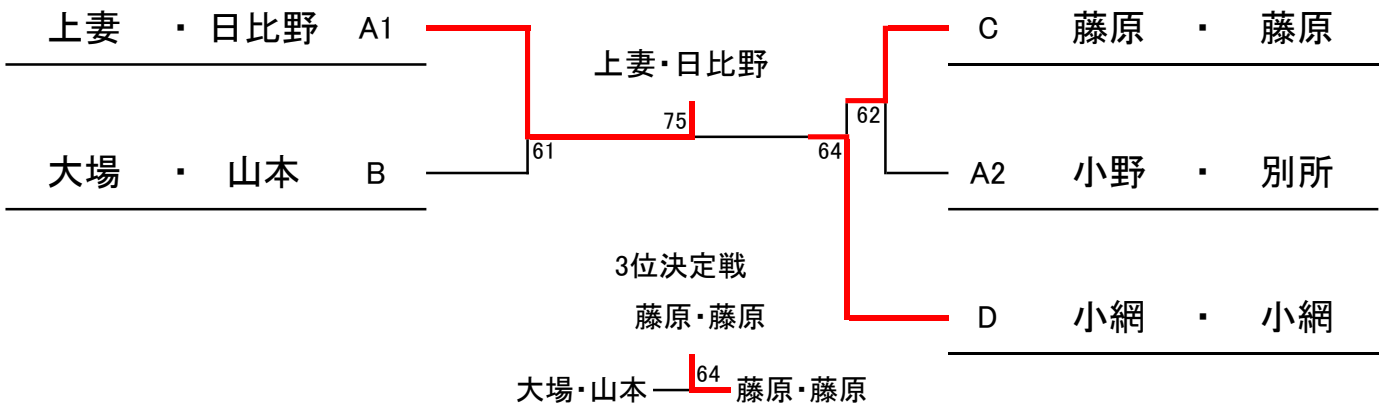 上妻 ・ 日比野 A1
C 藤原 ・ 藤原
上妻・日比野
75
62
61
64
大場 ・ 山本 B
A2 小野 ・ 別所
3位決定戦
藤原・藤原
D 小網 ・ 小網
64
大場・山本 藤原・藤原